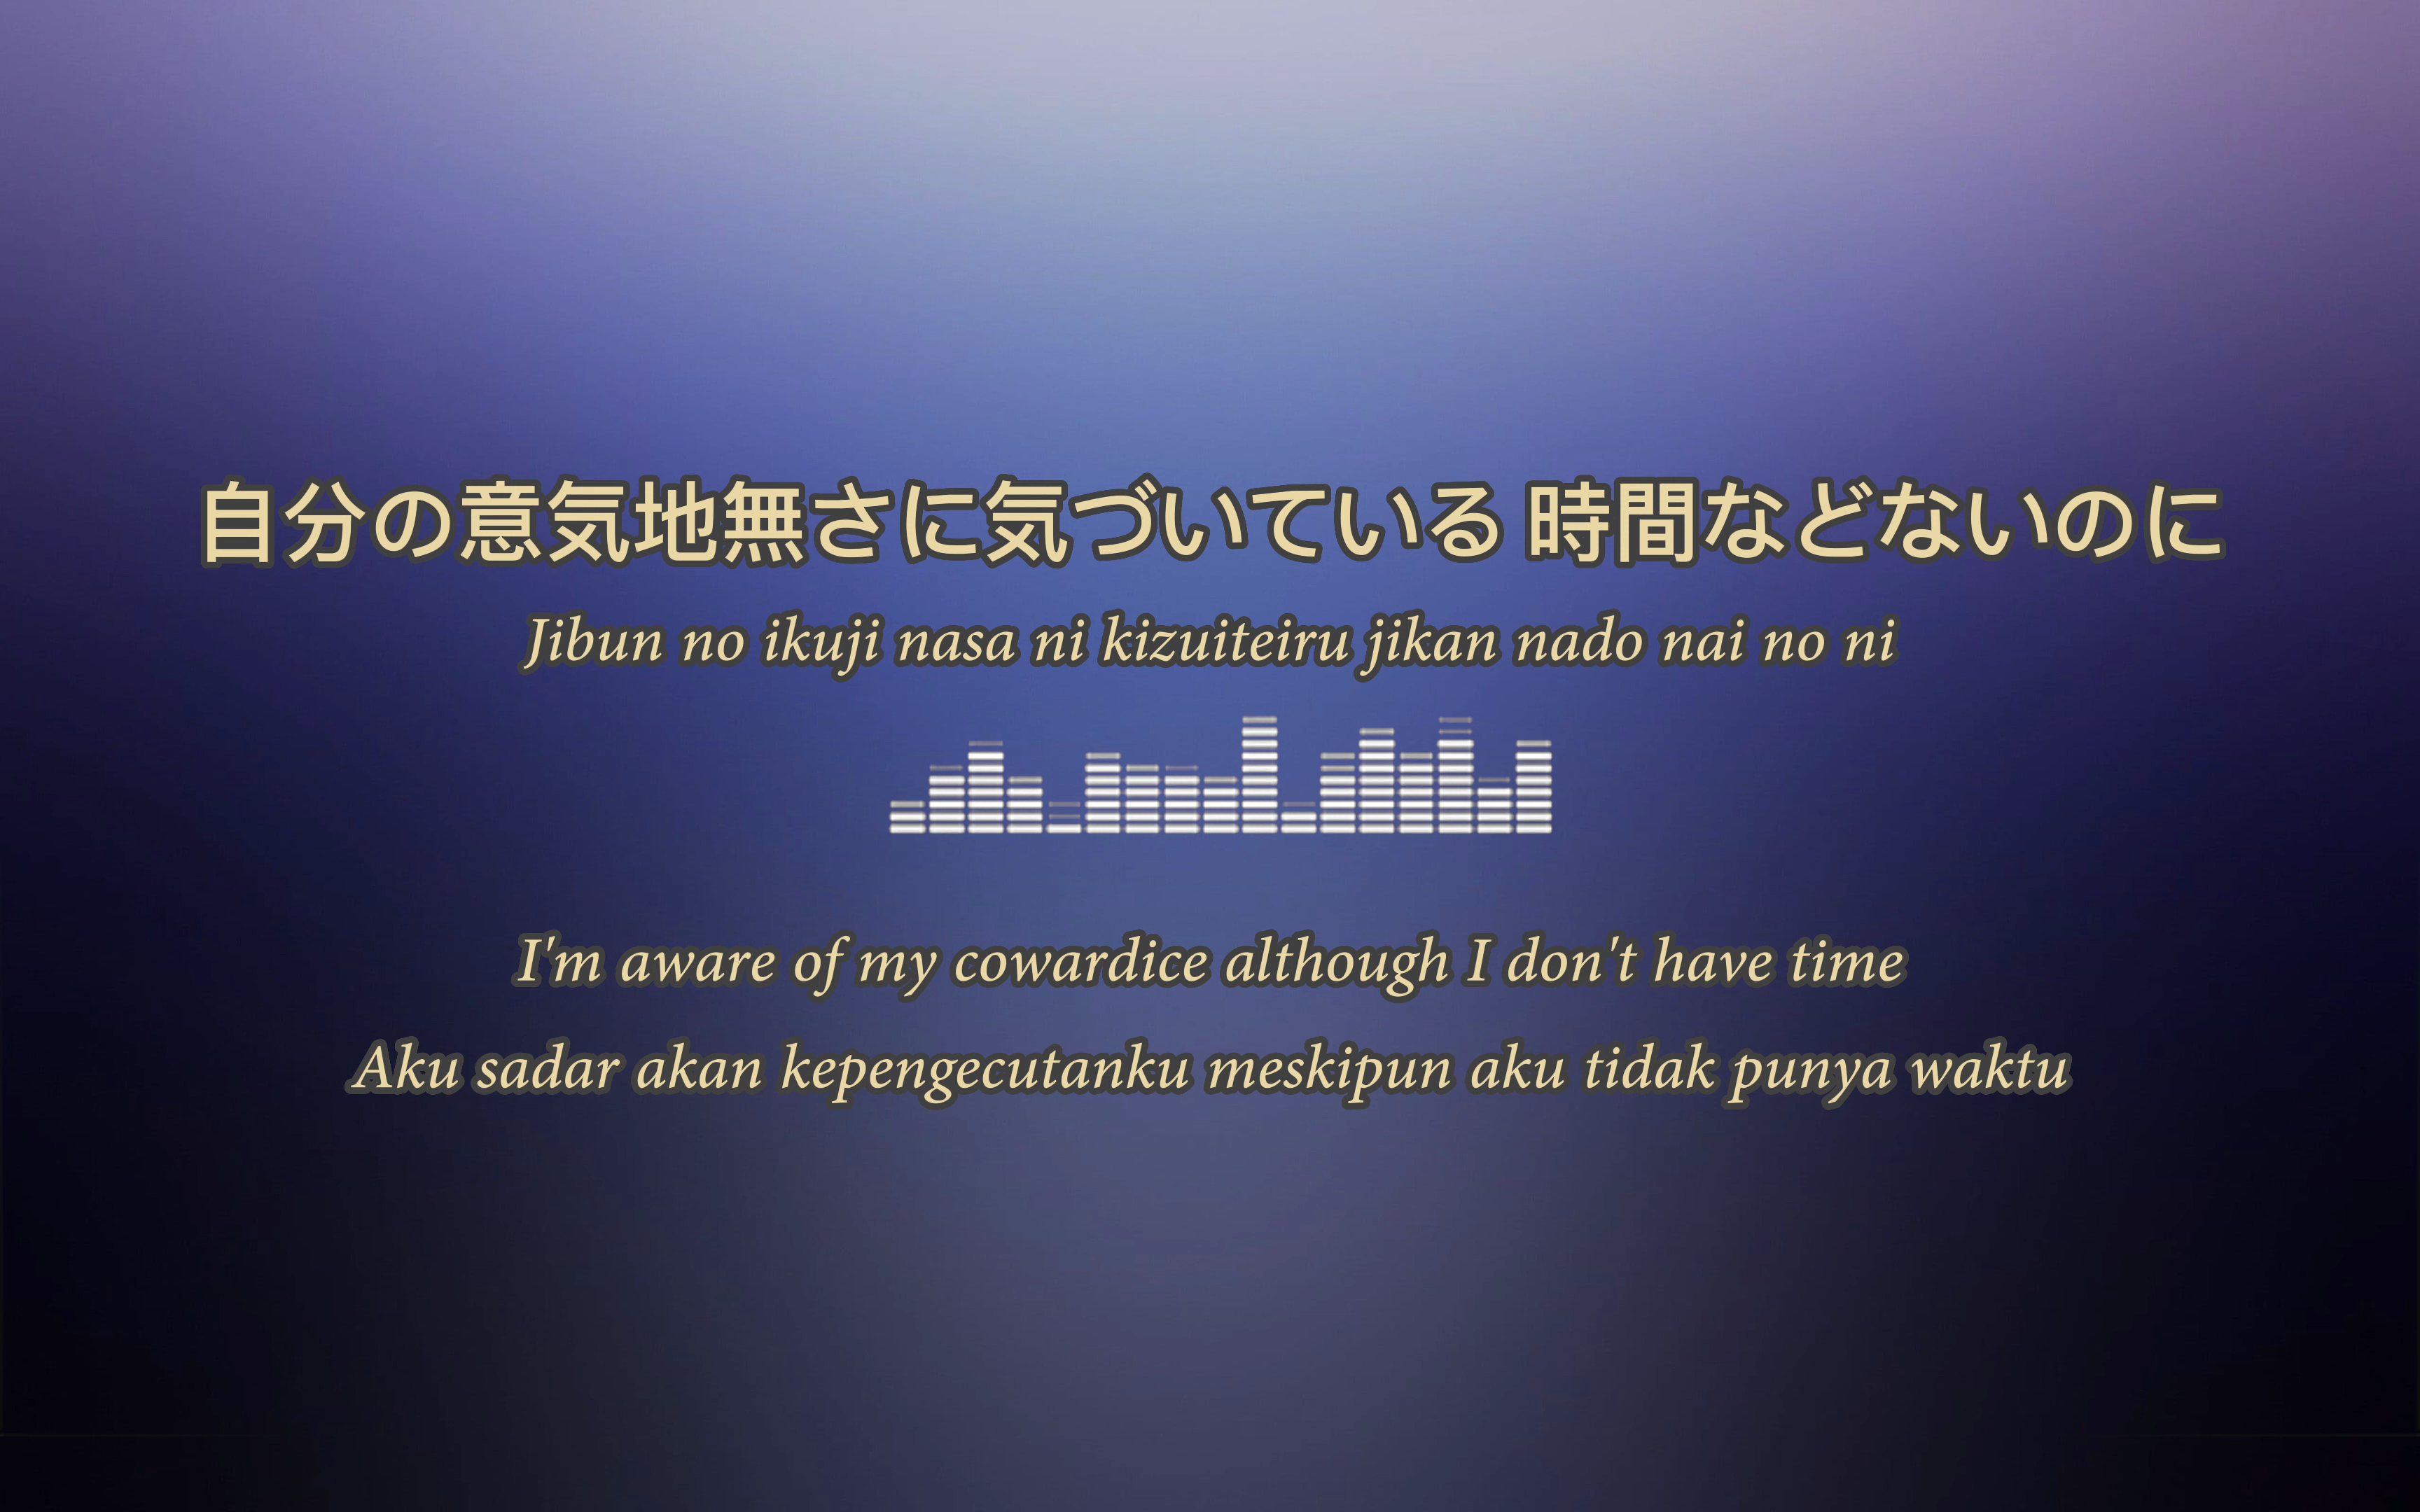 自分の意気地無さに気づいている 時間などないのに
Jibun no ikuji nasa ni kizuiteiru jikan nado nai no ni
I'm aware of my cowardice although I don't have time
Aku sadar akan kepengecutanku meskipun aku tidak punya waktu